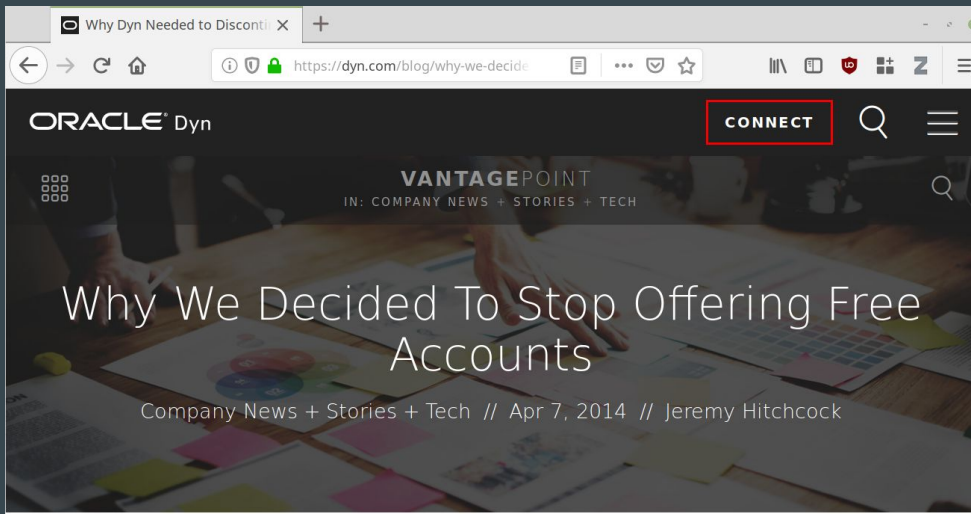 Why Dyn Needed to Disconti
https://dyn.com/blog/why-we-decide
ORACLE® Dyn
CONNECT
VANTAGEPOINT
IN: COMPANY NEWS + STORIES + TECH
Why We Decided To Stop Offering Free
Accounts
Company News + Stories + Tech // Apr 7, 2014 // Jeremy Hitchcock